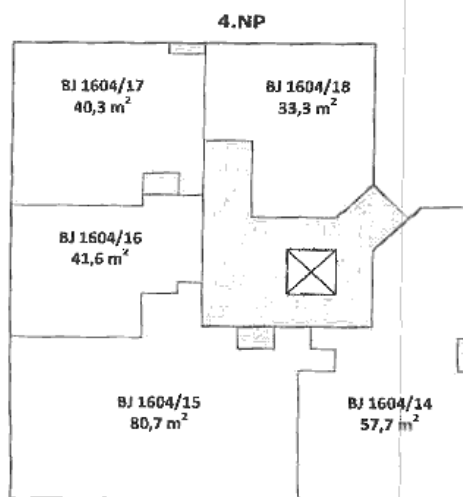 4.NP
BJ 1604/17
40,3 m²
BJ 1604/18
33,3 m²
BJ 1604/16
41,6 m²
BJ 1604/15
80,7 m²
BJ 1604/14
57,7 m²